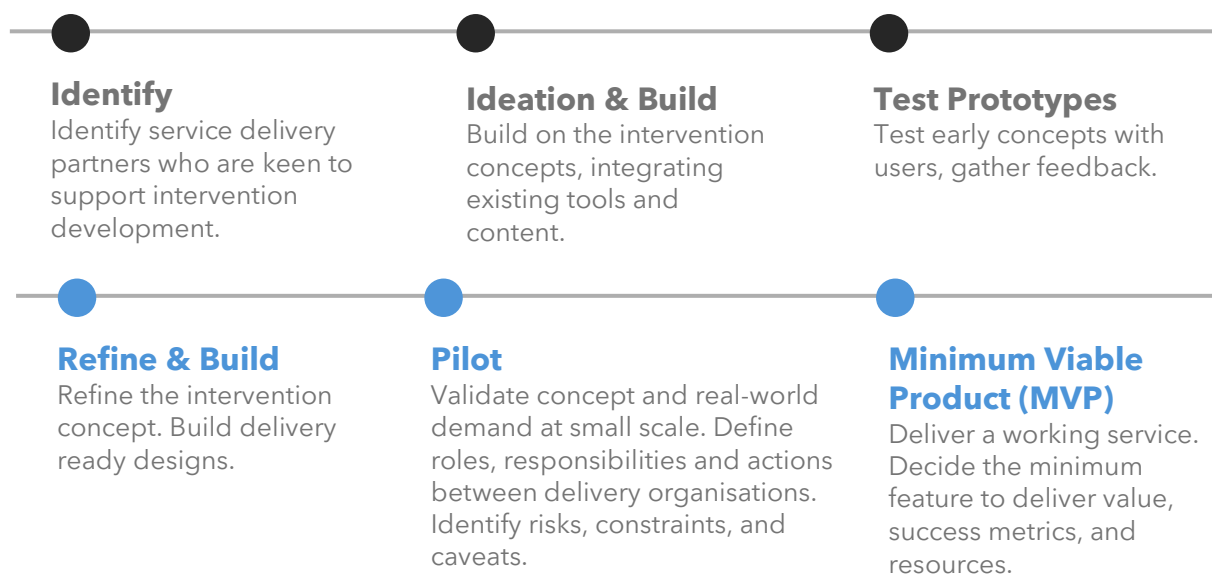 Identify
Identify service delivery
partners who are keen to
support intervention
development.
Ideation & Build
Build on the intervention
concepts, integrating
existing tools and
content.
Test Prototypes
Test early concepts with
users, gather feedback.
Refine & Build
Refine the intervention
concept. Build delivery
ready designs.
Pilot
Validate concept and real-world
demand at small scale. Define
roles, responsibilities and actions
between delivery organisations.
Identify risks, constraints, and
caveats.
Minimum Viable
Product (MVP)
Deliver a working service.
Decide the minimum
feature to deliver value,
success metrics, and
resources.